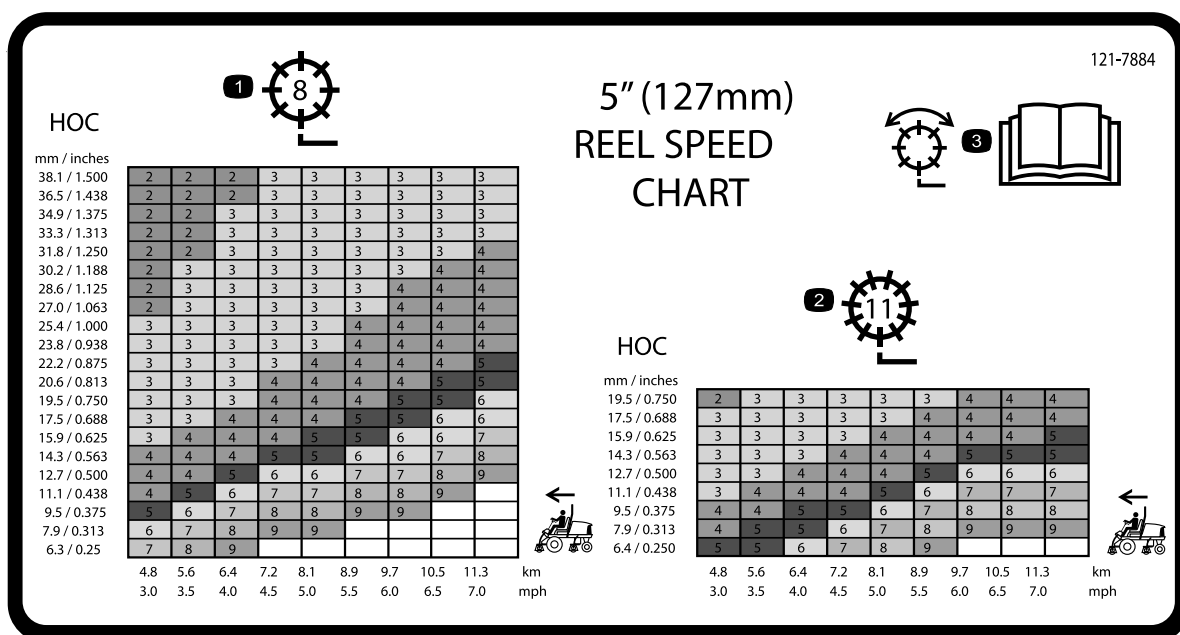 121-7884
5" (127mm)
REEL SPEED
CHART
3
1
8
HOC
mm / inches
38.1 / 1.500 2 2 2 3 3 3 3 3 3
36.5 / 1.438 2 2 2 3 3 3 3 3 3
34.9 / 1.375 2 2 3 3 3 3 3 3 3
33.3 / 1.313 2 2 3 3 3 3 3 3 3
31.8 / 1.250 2 2 3 3 3 3 3 3 4
30.2 / 1.188 2 3 3 3 3 3 3 4 4
28.6 / 1.125 2 3 3 3 3 3 4 4 4
27.0 / 1.063 2 3 3 3 3 3 4 4 4
25.4 / 1.000 3 3 3 3 3 4 4 4 4
23.8 / 0.938 3 3 3 3 3 4 4 4 4
22.2 / 0.875 3 3 3 3 4 4 4 4 5
20.6 / 0.813 3 3 3 4 4 4 4 5 5
19.5 / 0.750 3 3 3 4 4 4 5 5 6
17.5 / 0.688 3 3 4 4 4 5 5 6 6
15.9 / 0.625 3 4 4 4 5 5 6 6 7
14.3 / 0.563 4 4 4 5 5 6 6 7 8
12.7 / 0.500 4 4 5 6 6 7 7 8 9
11.1 / 0.438 4 5 6 7 7 8 8 9
9.5 / 0.375 5 6 7 8 8 9 9
7.9 / 0.313 6 7 8 9 9
6.3 / 0.25 7 8 9
4.8 5.6 6.4 7.2 8.1 8.9 9.7 10.5 11.3 km
3.0 3.5 4.0 4.5 5.0 5.5 6.0 6.5 7.0 mph
2
11
HOC
mm / inches
19.5 / 0.750 2 3 3 3 3 3 4 4 4
17.5 / 0.688 3 3 3 3 3 4 4 4 4
15.9 / 0.625 3 3 3 3 4 4 4 4 5
14.3 / 0.563 3 3 3 4 4 4 5 5 5
12.7 / 0.500 3 3 4 4 4 5 6 6 6
11.1 / 0.438 3 4 4 4 5 6 7 7 7
9.5 / 0.375 4 4 5 5 6 7 8 8 8
7.9 / 0.313 4 5 5 6 7 8 9 9 9
6.4 / 0.250 5 5 6 7 8 9
4.8 5.6 6.4 7.2 8.1 8.9 9.7 10.5 11.3 km
3.0 3.5 4.0 4.5 5.0 5.5 6.0 6.5 7.0 mph